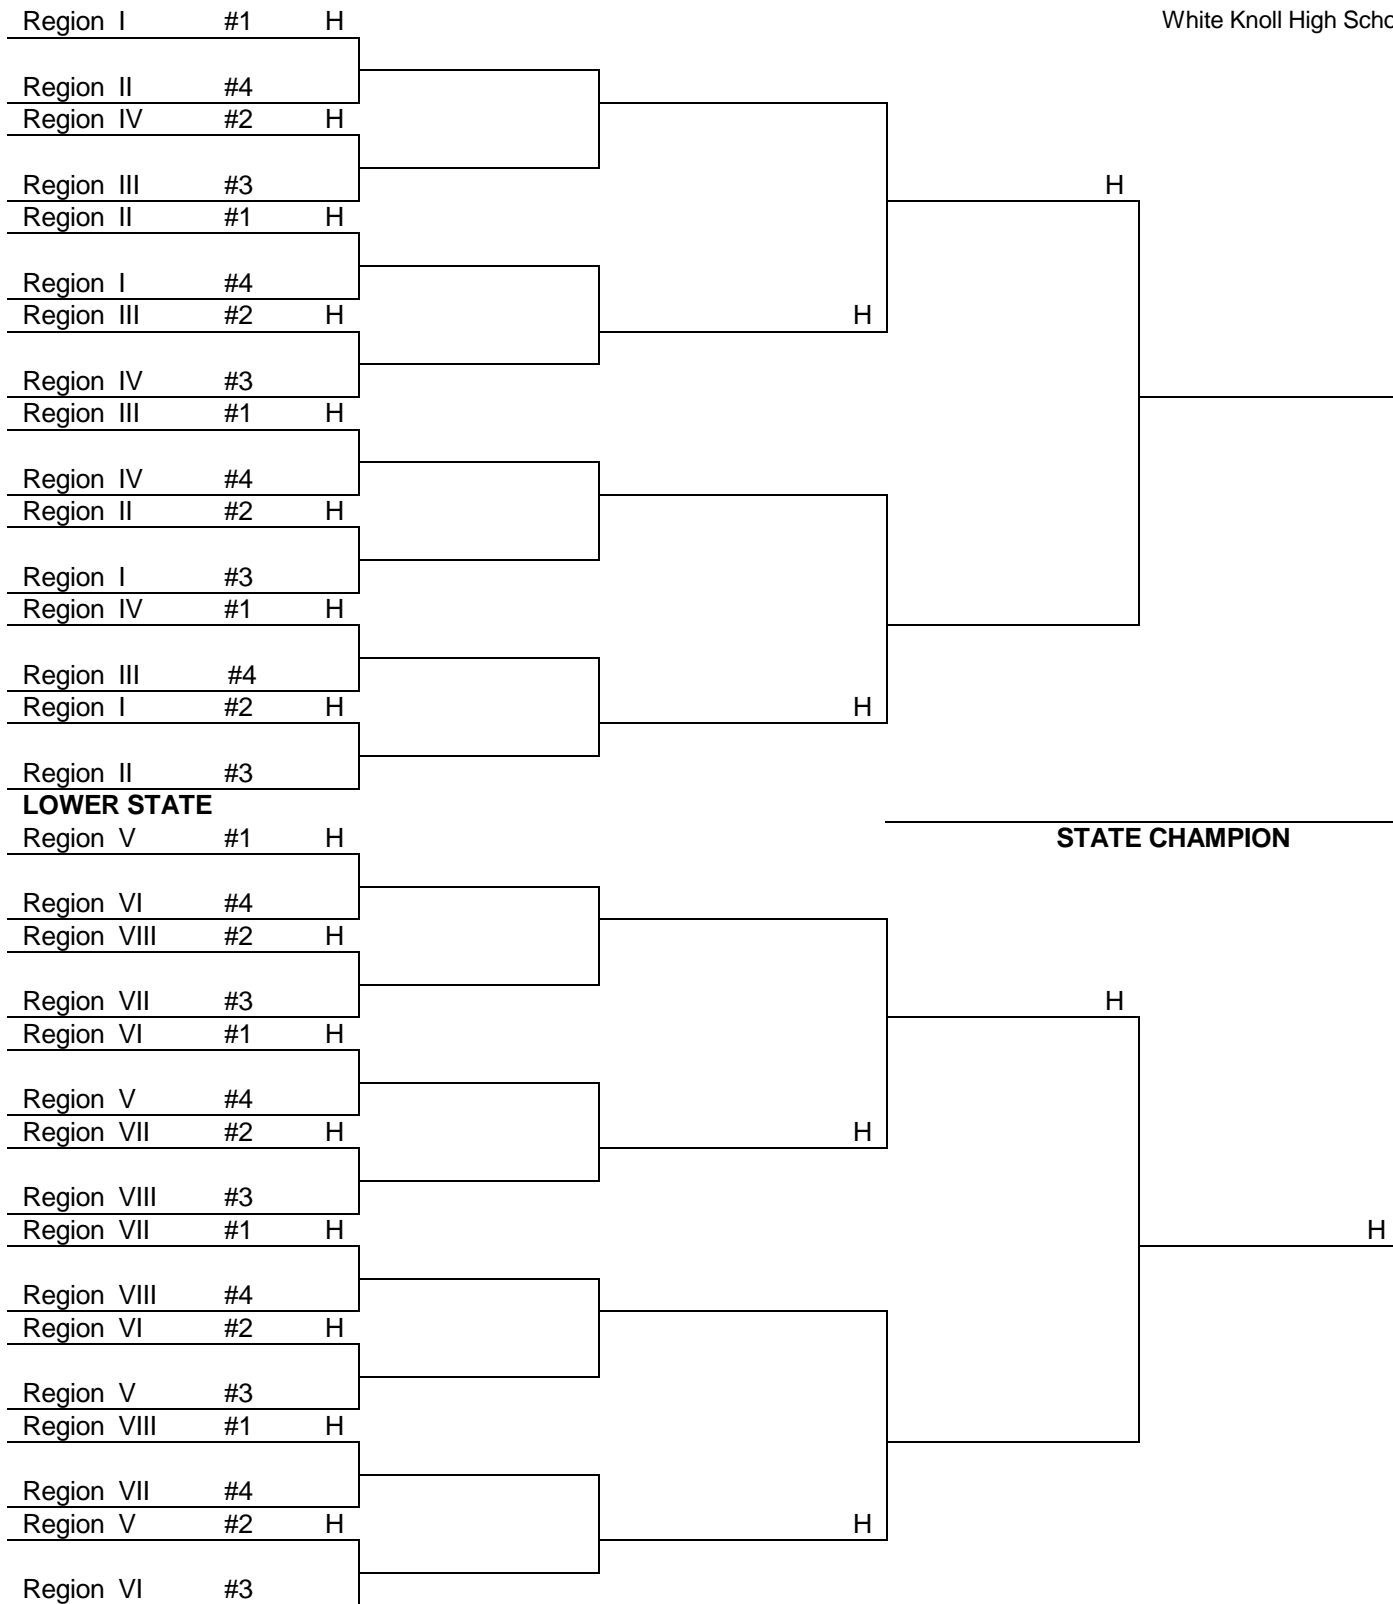 Region I #1 H
White Knoll High Scho
Region II #4
Region IV #2 H
Region III #3
H
Region II #1 H
Region I #4
Region III #2 H
H
Region IV #3
Region III #1 H
Region IV #4
Region II #2 H
Region I #3
Region IV #1 H
Region III #4
Region I #2 H
H
Region II #3
LOWER STATE
Region V #1 H
STATE CHAMPION
Region VI #4
Region VIII #2 H
Region VII #3
H
Region VI #1 H
Region V #4
Region VII #2 H
H
Region VIII #3
Region VII #1 H
H
Region VIII #4
Region VI #2 H
Region V #3
Region VIII #1 H
Region VII #4
Region V #2 H
H
Region VI #3